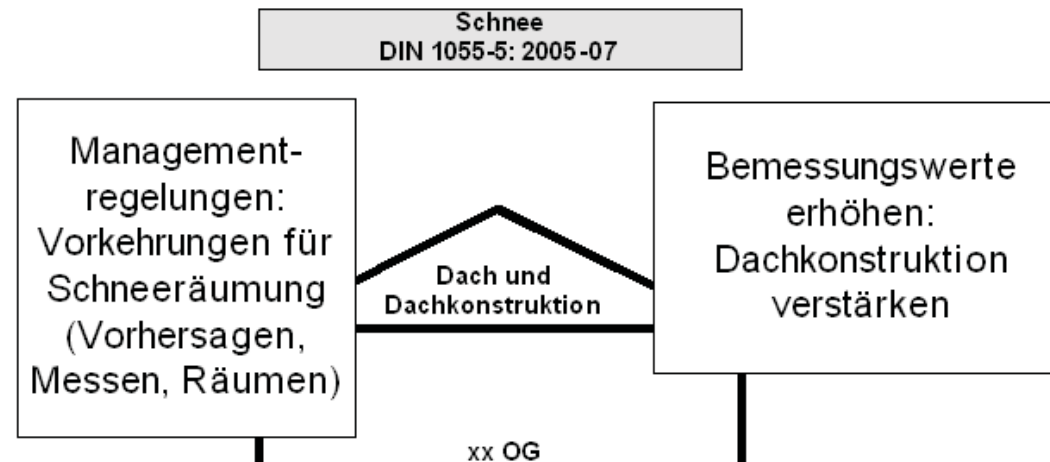 Schnee
DIN 1055-5: 2005-07
Management-
regelungen:
Vorkehrungen für
Schneeräumung
(Vorhersagen,
Messen, Räumen)
Dach und
Dachkonstruktion
Bemessungswerte
erhöhen:
Dachkonstruktion
verstärken
xx OG